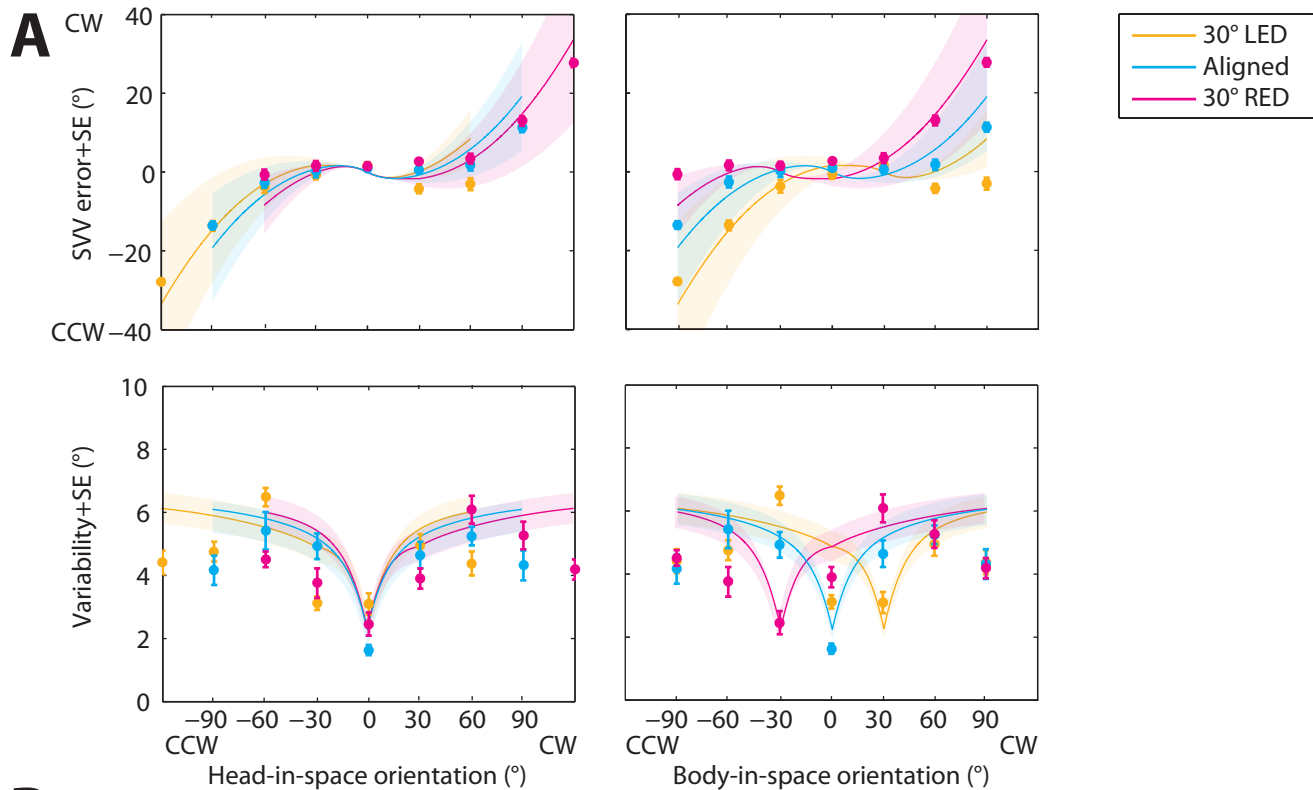 A
CW
40
20
0
−20
CCW −40
SVV error+SE (°)
30° LED
Aligned
30° RED
10
8
6
4
2
0
Variability+SE (°)
−90 −60 −30 0 30 60 90
CCW CW
Head-in-space orientation (°)
−90 −60 −30 0 30 60 90
CCW CW
Body-in-space orientation (°)